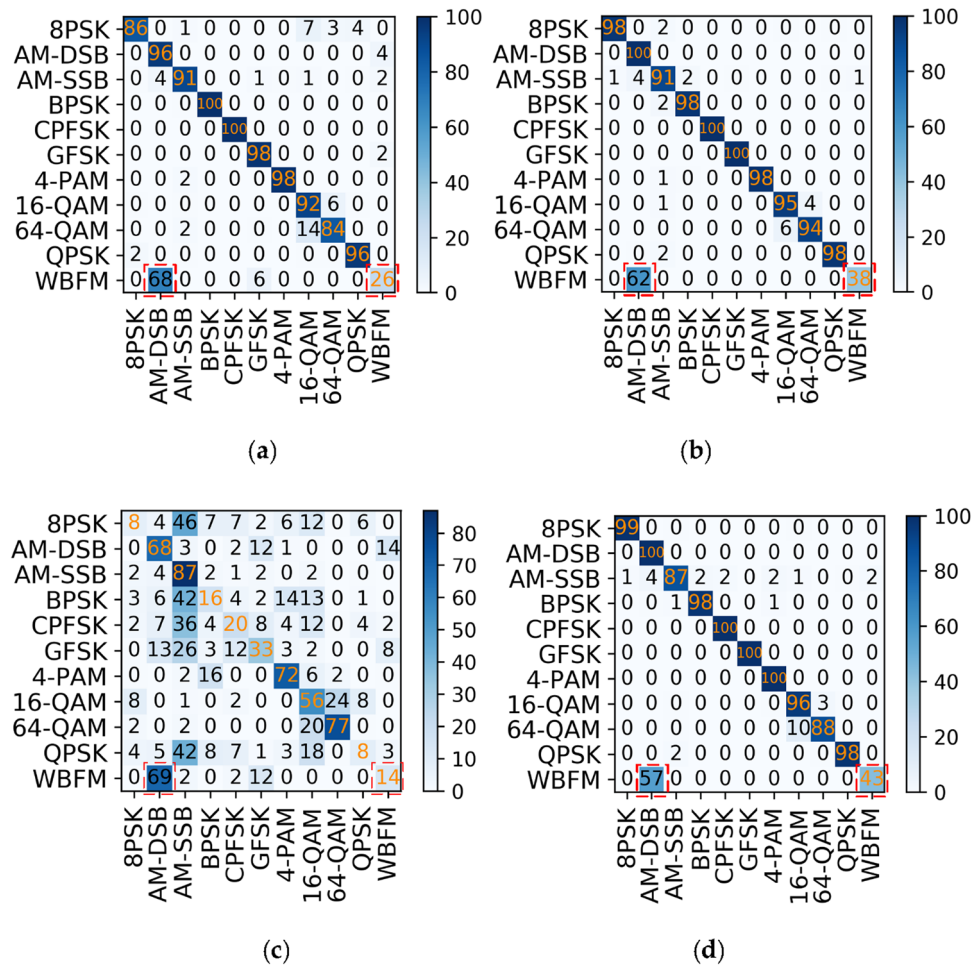 8PSK 86 0 1 0 0 0 0 7 3 4 0
AM-DSB 0 96 0 0 0 0 0 0 0 0 4
AM-SSB 0 4 91 0 0 1 0 1 0 0 2
BPSK 0 0 0 100 0 0 0 0 0 0 0
CPFSK 0 0 0 0 100 0 0 0 0 0 0
GFSK 0 0 0 0 0 98 0 0 0 0 2
4-PAM 0 0 2 0 0 0 98 0 0 0 0
16-QAM 0 0 0 0 0 0 0 92 6 0 0
64-QAM 0 0 2 0 0 0 0 14 84 0 0
QPSK 2 0 0 0 0 0 0 0 0 96 0
WBFM 0 68 0 0 0 6 0 0 0 0 26
8PSK AM-DSB AM-SSB BPSK CPFSK GFSK 4-PAM 16-QAM 64-QAM QPSK WBFM
100
80
60
40
20
0
(a)
8PSK 98 0 2 0 0 0 0 0 0 0 0
AM-DSB 0 100 0 0 0 0 0 0 0 0 0
AM-SSB 1 4 91 2 0 0 0 0 0 0 1
BPSK 0 0 2 98 0 0 0 0 0 0 0
CPFSK 0 0 0 0 100 0 0 0 0 0 0
GFSK 0 0 0 0 0 100 0 0 0 0 0
4-PAM 0 0 1 0 0 0 98 0 0 0 0
16-QAM 0 0 1 0 0 0 0 95 4 0 0
64-QAM 0 0 0 0 0 0 0 6 94 0 0
QPSK 0 0 2 0 0 0 0 0 0 98 0
WBFM 0 62 0 0 0 0 0 0 0 0 38
8PSK AM-DSB AM-SSB BPSK CPFSK GFSK 4-PAM 16-QAM 64-QAM QPSK WBFM
100
80
60
40
20
0
(b)
8PSK 8 4 46 7 7 2 6 12 0 6 0
AM-DSB 0 68 3 0 2 12 1 0 0 0 14
AM-SSB 2 4 87 2 1 2 0 2 0 0 0
BPSK 3 6 42 16 4 2 14 13 0 1 0
CPFSK 2 7 36 4 20 8 4 12 0 4 2
GFSK 0 13 26 3 12 33 3 2 0 0 8
4-PAM 0 0 2 16 0 0 72 6 2 0 0
16-QAM 8 0 1 0 2 0 0 56 24 8 0
64-QAM 2 0 0 0 0 0 0 20 77 0 0
QPSK 4 5 42 8 7 1 3 18 0 8 3
WBFM 0 69 2 0 2 12 0 0 0 0 14
8PSK AM-DSB AM-SSB BPSK CPFSK GFSK 4-PAM 16-QAM 64-QAM QPSK WBFM
80
70
60
50
40
30
20
10
0
(c)
8PSK 99 0 0 0 0 0 0 0 0 0 0
AM-DSB 0 100 0 0 0 0 0 0 0 0 0
AM-SSB 1 4 87 2 2 0 2 1 0 0 2
BPSK 0 0 1 98 0 0 1 0 0 0 0
CPFSK 0 0 0 0 100 0 0 0 0 0 0
GFSK 0 0 0 0 0 100 0 0 0 0 0
4-PAM 0 0 0 0 0 0 100 0 0 0 0
16-QAM 0 0 0 0 0 0 0 96 3 0 0
64-QAM 0 0 0 0 0 0 0 10 88 0 0
QPSK 0 0 2 0 0 0 0 0 0 98 0
WBFM 0 57 0 0 0 0 0 0 0 0 43
8PSK AM-DSB AM-SSB BPSK CPFSK GFSK 4-PAM 16-QAM 64-QAM QPSK WBFM
100
80
60
40
20
0
(d)